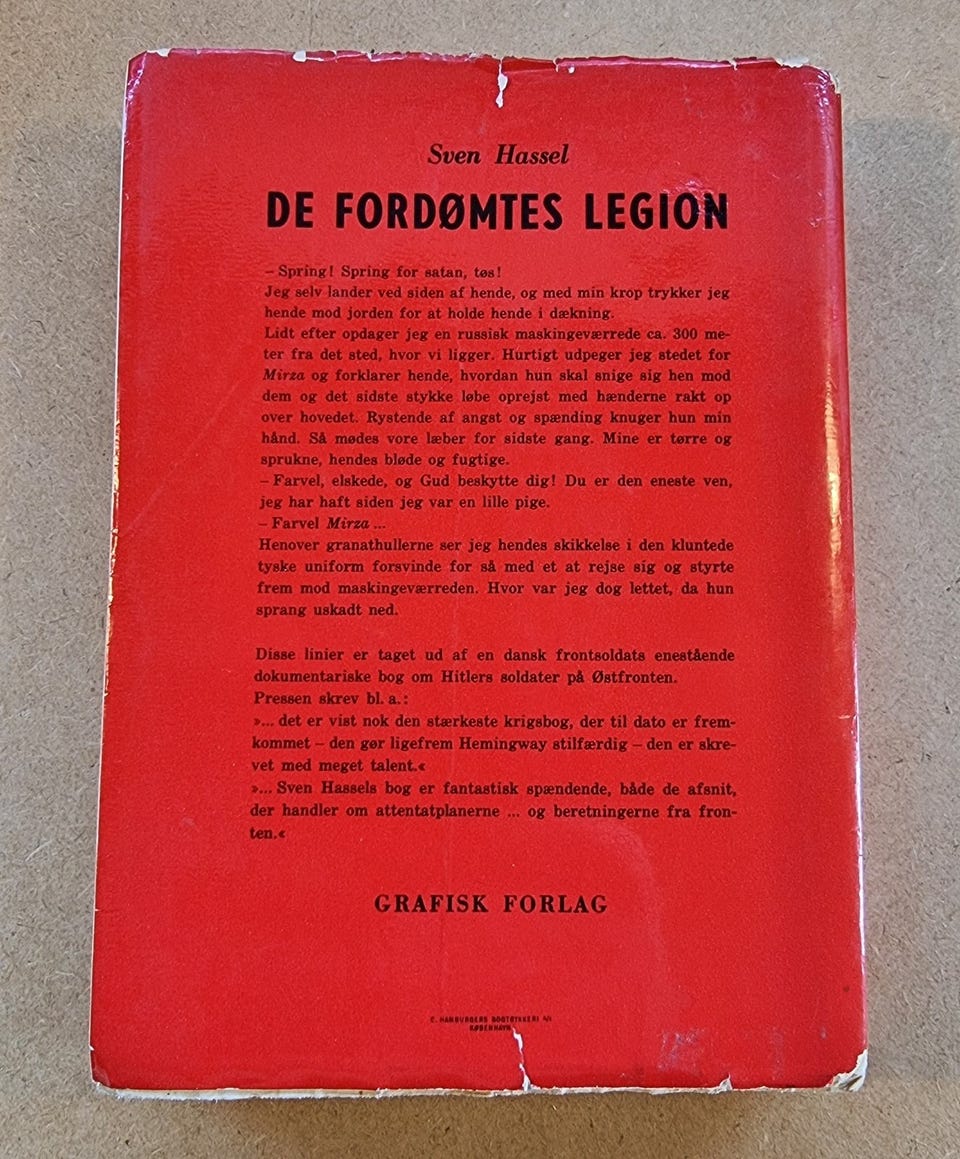 Sven Hassel
DE FORDØMTES LEGION
– Spring! Spring for satan, tøs!
Jeg selv lander ved siden af hende, og med min krop trykker jeg
hende mod jorden for at holde hende i dækning.
Lidt efter opdager jeg en russisk maskingeværrede ca. 300 me-
ter fra det sted, hvor vi ligger. Hurtigt udpeger jeg stedet for
Mirza og forklarer hende, hvordan hun skal snige sig hen mod
dem og det sidste stykke løbe oprejst med hænderne rakt op
over hovedet. Rystende af angst og spænding knuger hun min
hånd. Så mødes vore læber for sidste gang. Mine er tørre og
sprukne, hendes bløde og fugtige.
– Farvel, elskede, og Gud beskytte dig! Du er den eneste ven,
jeg har haft siden jeg var en lille pige.
– Farvel Mirza ...
Henover granathullerne ser jeg hendes skikkelse i den kluntede
tyske uniform forsvinde for så med et at rejse sig og styrte
frem mod maskingeværreden. Hvor var jeg dog lettet, da hun
sprang uskadt ned.
Disse linier er taget ud af en dansk frontsoldats enestående
dokumentariske bog om Hitlers soldater på Østfronten.
Pressen skrev bl. a.:
»... det er vist nok den stærkeste krigsbog, der til dato er frem-
kommet – den gør ligefrem Hemingway stilfærdig – den er skre-
vet med meget talent.«
»... Sven Hassels bog er fantastisk spændende, både de afsnit,
der handler om attentatplanerne ... og beretningerne fra fron-
ten.«
GRAFISK FORLAG
C. HAMBURGERS BOGTRYKKERI A/S
KØBENHAVN